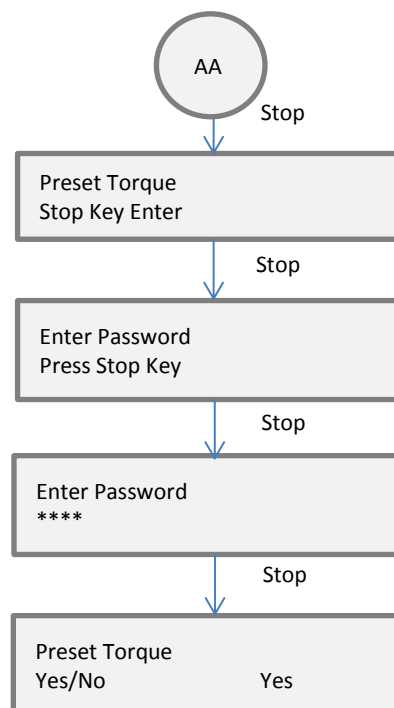 AA
Stop
Preset Torque
Stop Key Enter
Stop
Enter Password
Press Stop Key
Stop
Enter Password
****
Stop
Preset Torque
Yes/No Yes